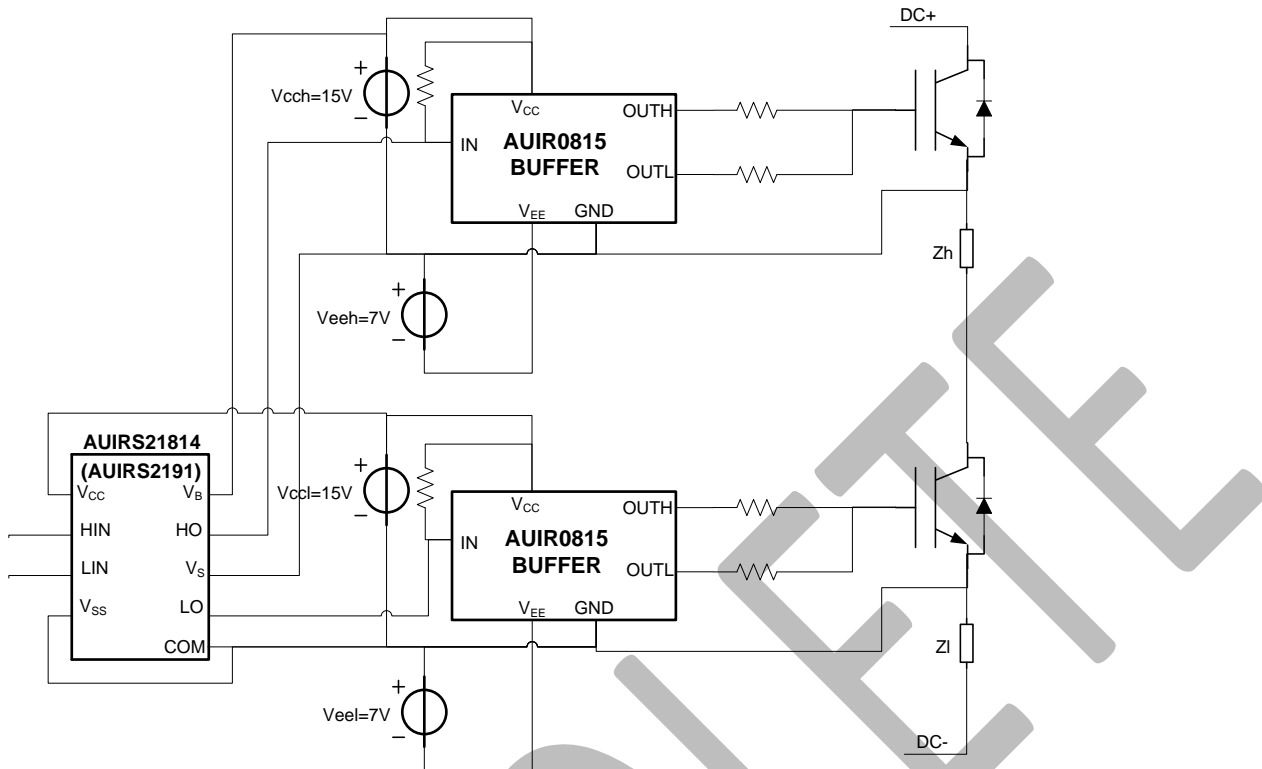 DC+
+
Vcch=15V
−
VCC
OUTH
IN
AUIR0815
BUFFER
OUTL
VEE
GND
Zh
+
Veeh=7V
−
AUIRS21814
(AUIRS2191)
VCC
VB
HIN
HO
LIN
VS
VSS
LO
COM
+
Vccl=15V
−
VCC
OUTH
IN
AUIR0815
BUFFER
OUTL
VEE
GND
Zl
+
Veel=7V
−
DC-